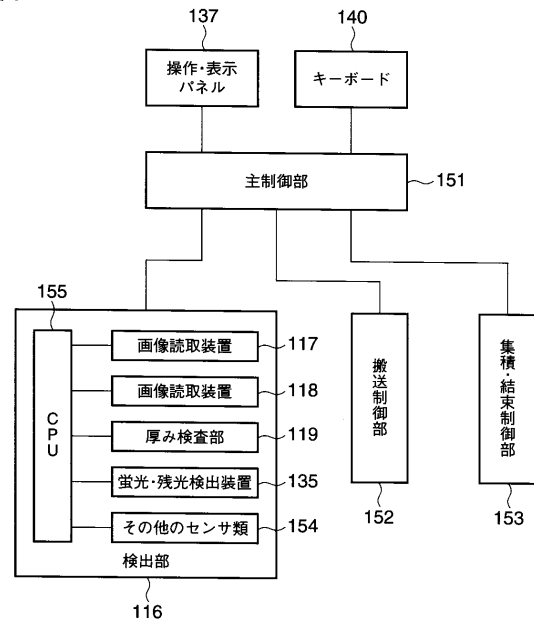 137
140
操作・表示
パネル
キーボード
主制御部
151
155
CPU
画像読取装置
117
画像読取装置
118
厚み検査部
119
蛍光・残光検出装置
135
その他のセンサ類
154
検出部
116
搬送制御部
152
集積・結束制御部
153